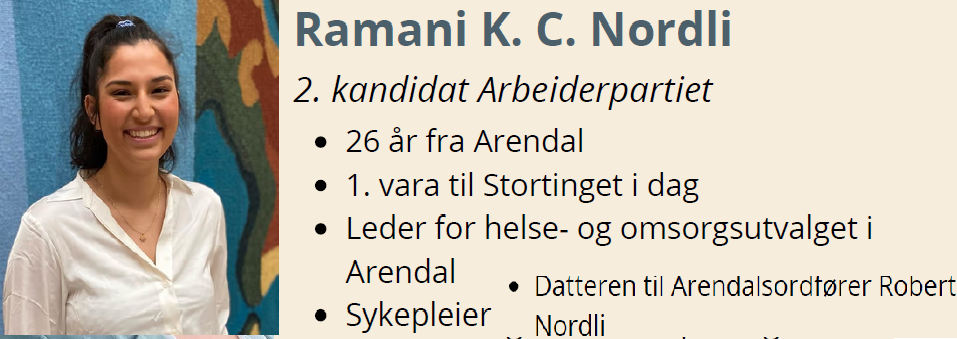 Ramani K. C. Nordli
2. kandidat Arbeiderpartiet
• 26 år fra Arendal
• 1. vara til Stortinget i dag
• Leder for helse- og omsorgsutvalget i
Arendal
• Sykepleier
• Datteren til Arendalsordfører Robert
Nordli